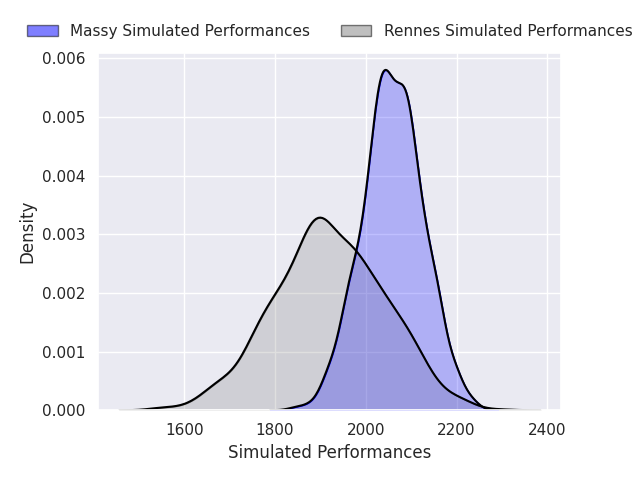 Massy Simulated Performances Rennes Simulated Performances
0.006
0.005
0.004
0.003
0.002
0.001
0.000
Density
1600 1800 2000 2200 2400
Simulated Performances